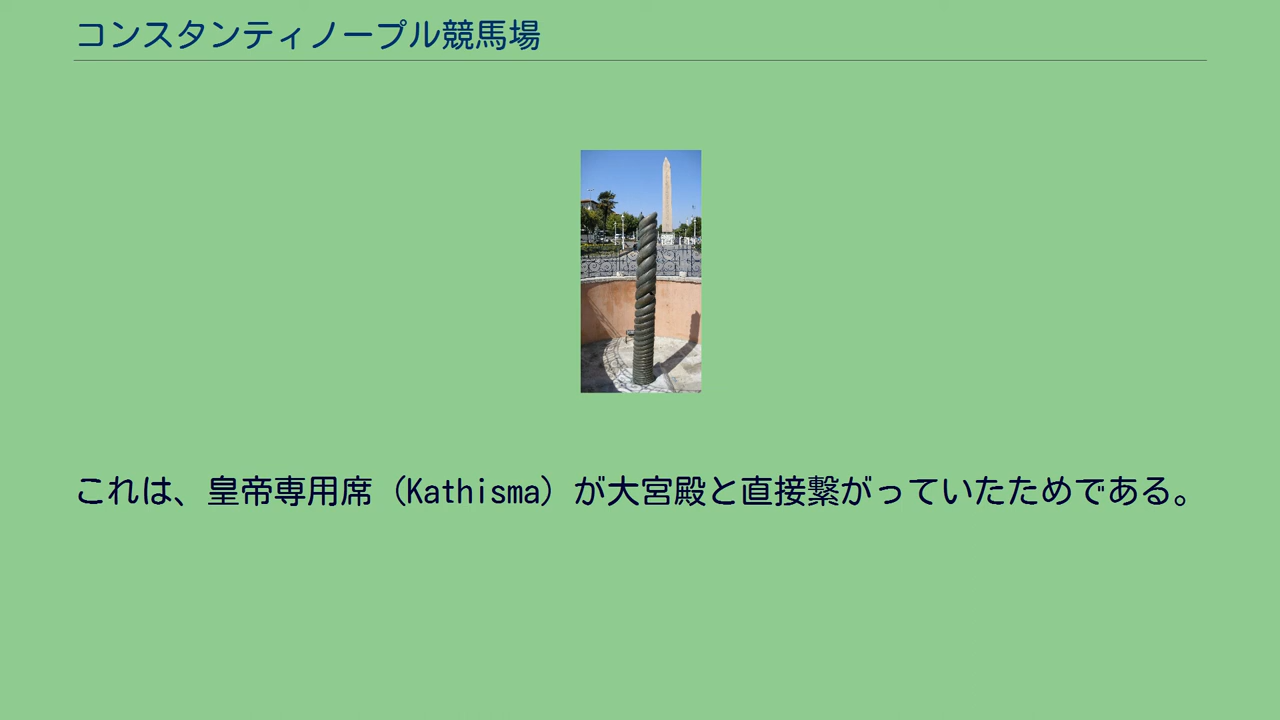 コンスタンティノープル競馬場
これは、皇帝専用席（Kathisma）が大宮殿と直接繋がっていたためである。